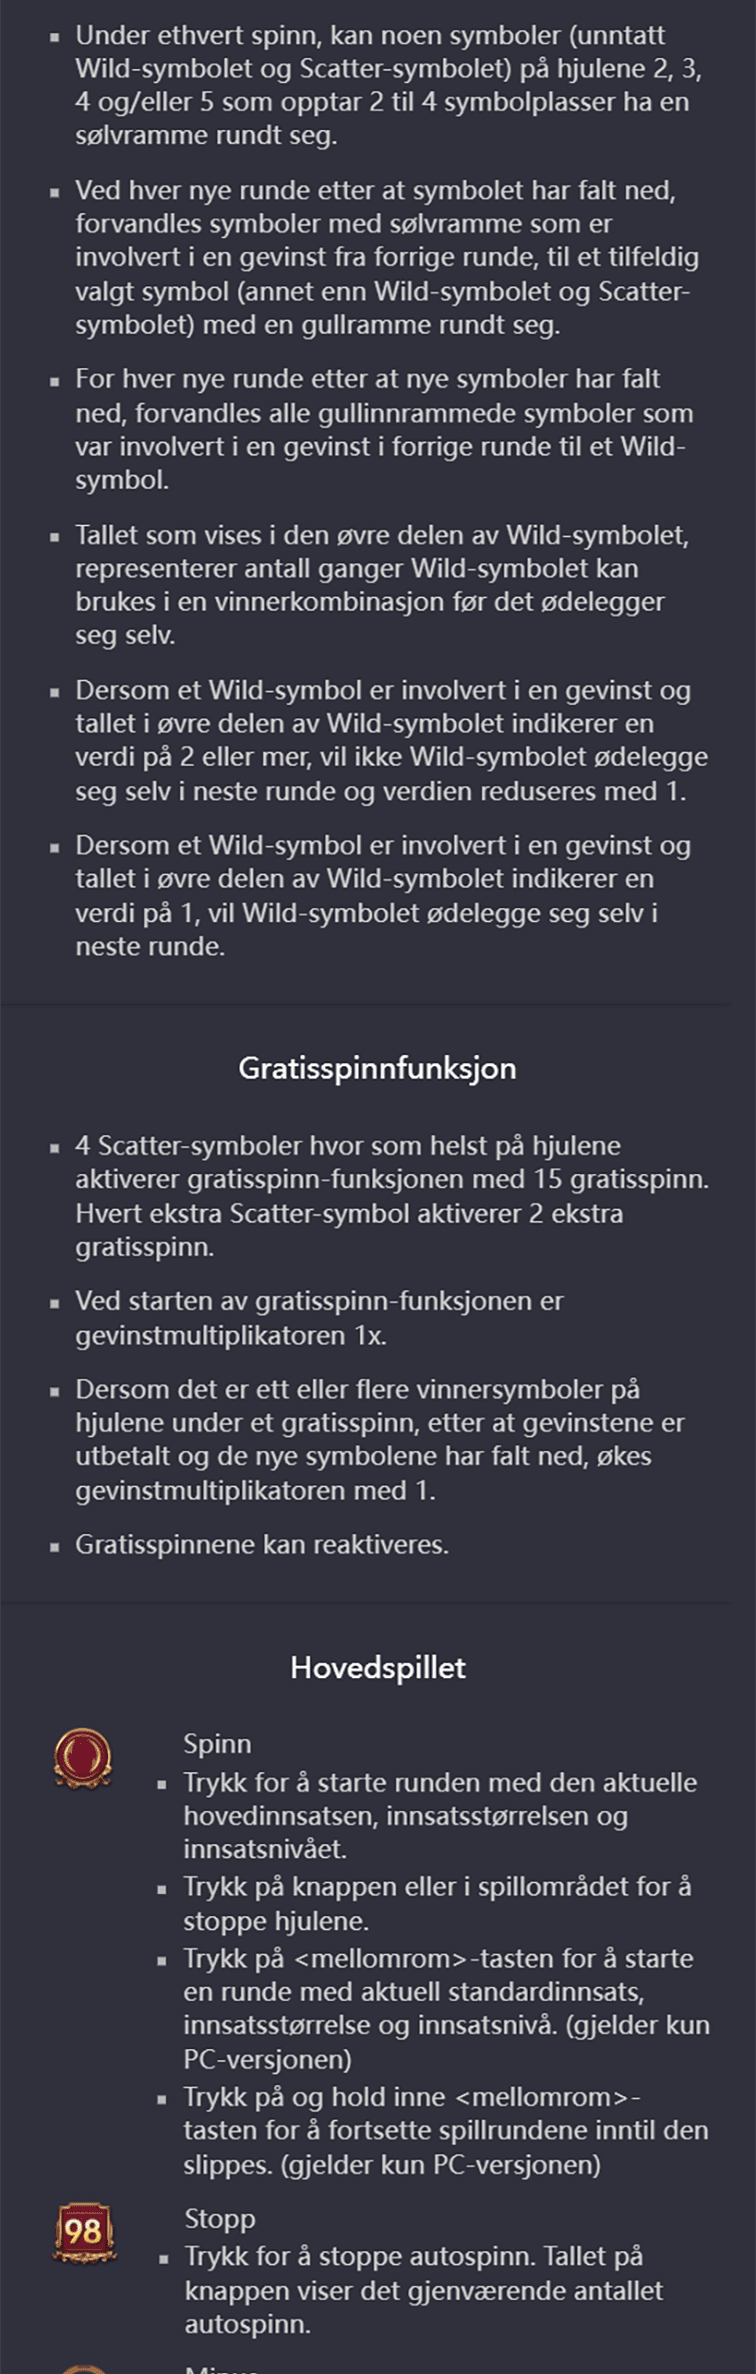 ▪ Under ethvert spinn, kan noen symboler (unntatt
Wild-symbolet og Scatter-symbolet) på hjulene 2, 3,
4 og/eller 5 som opptar 2 til 4 symbolplasser ha en
sølvramme rundt seg.
▪ Ved hver nye runde etter at symbolet har falt ned,
forvandles symboler med sølvramme som er
involvert i en gevinst fra forrige runde, til et tilfeldig
valgt symbol (annet enn Wild-symbolet og Scatter-
symbolet) med en gullramme rundt seg.
▪ For hver nye runde etter at nye symboler har falt
ned, forvandles alle gullinnrammede symboler som
var involvert i en gevinst i forrige runde til et Wild-
symbol.
▪ Tallet som vises i den øvre delen av Wild-symbolet,
representerer antall ganger Wild-symbolet kan
brukes i en vinnerkombinasjon før det ødelegger
seg selv.
▪ Dersom et Wild-symbol er involvert i en gevinst og
tallet i øvre delen av Wild-symbolet indikerer en
verdi på 2 eller mer, vil ikke Wild-symbolet ødelegge
seg selv i neste runde og verdien reduseres med 1.
▪ Dersom et Wild-symbol er involvert i en gevinst og
tallet i øvre delen av Wild-symbolet indikerer en
verdi på 1, vil Wild-symbolet ødelegge seg selv i
neste runde.
Gratisspinnfunksjon
▪ 4 Scatter-symboler hvor som helst på hjulene
aktiverer gratisspinn-funksjonen med 15 gratisspinn.
Hvert ekstra Scatter-symbol aktiverer 2 ekstra
gratisspinn.
▪ Ved starten av gratisspinn-funksjonen er
gevinstmultiplikatoren 1x.
▪ Dersom det er ett eller flere vinnersymboler på
hjulene under et gratisspinn, etter at gevinstene er
utbetalt og de nye symbolene har falt ned, økes
gevinstmultiplikatoren med 1.
▪ Gratisspinnene kan reaktiveres.
Hovedspillet
Spinn
▪ Trykk for å starte runden med den aktuelle
hovedinnsatsen, innsatsstørrelsen og
innsatsnivået.
▪ Trykk på knappen eller i spillområdet for å
stoppe hjulene.
▪ Trykk på <mellomrom>-tasten for å starte
en runde med aktuell standardinnsats,
innsatsstørrelse og innsatsnivå. (gjelder kun
PC-versjonen)
▪ Trykk på og hold inne <mellomrom>-
tasten for å fortsette spillrundene inntil den
slippes. (gjelder kun PC-versjonen)
98
Stopp
▪ Trykk for å stoppe autospinn. Tallet på
knappen viser det gjenværende antallet
autospinn.